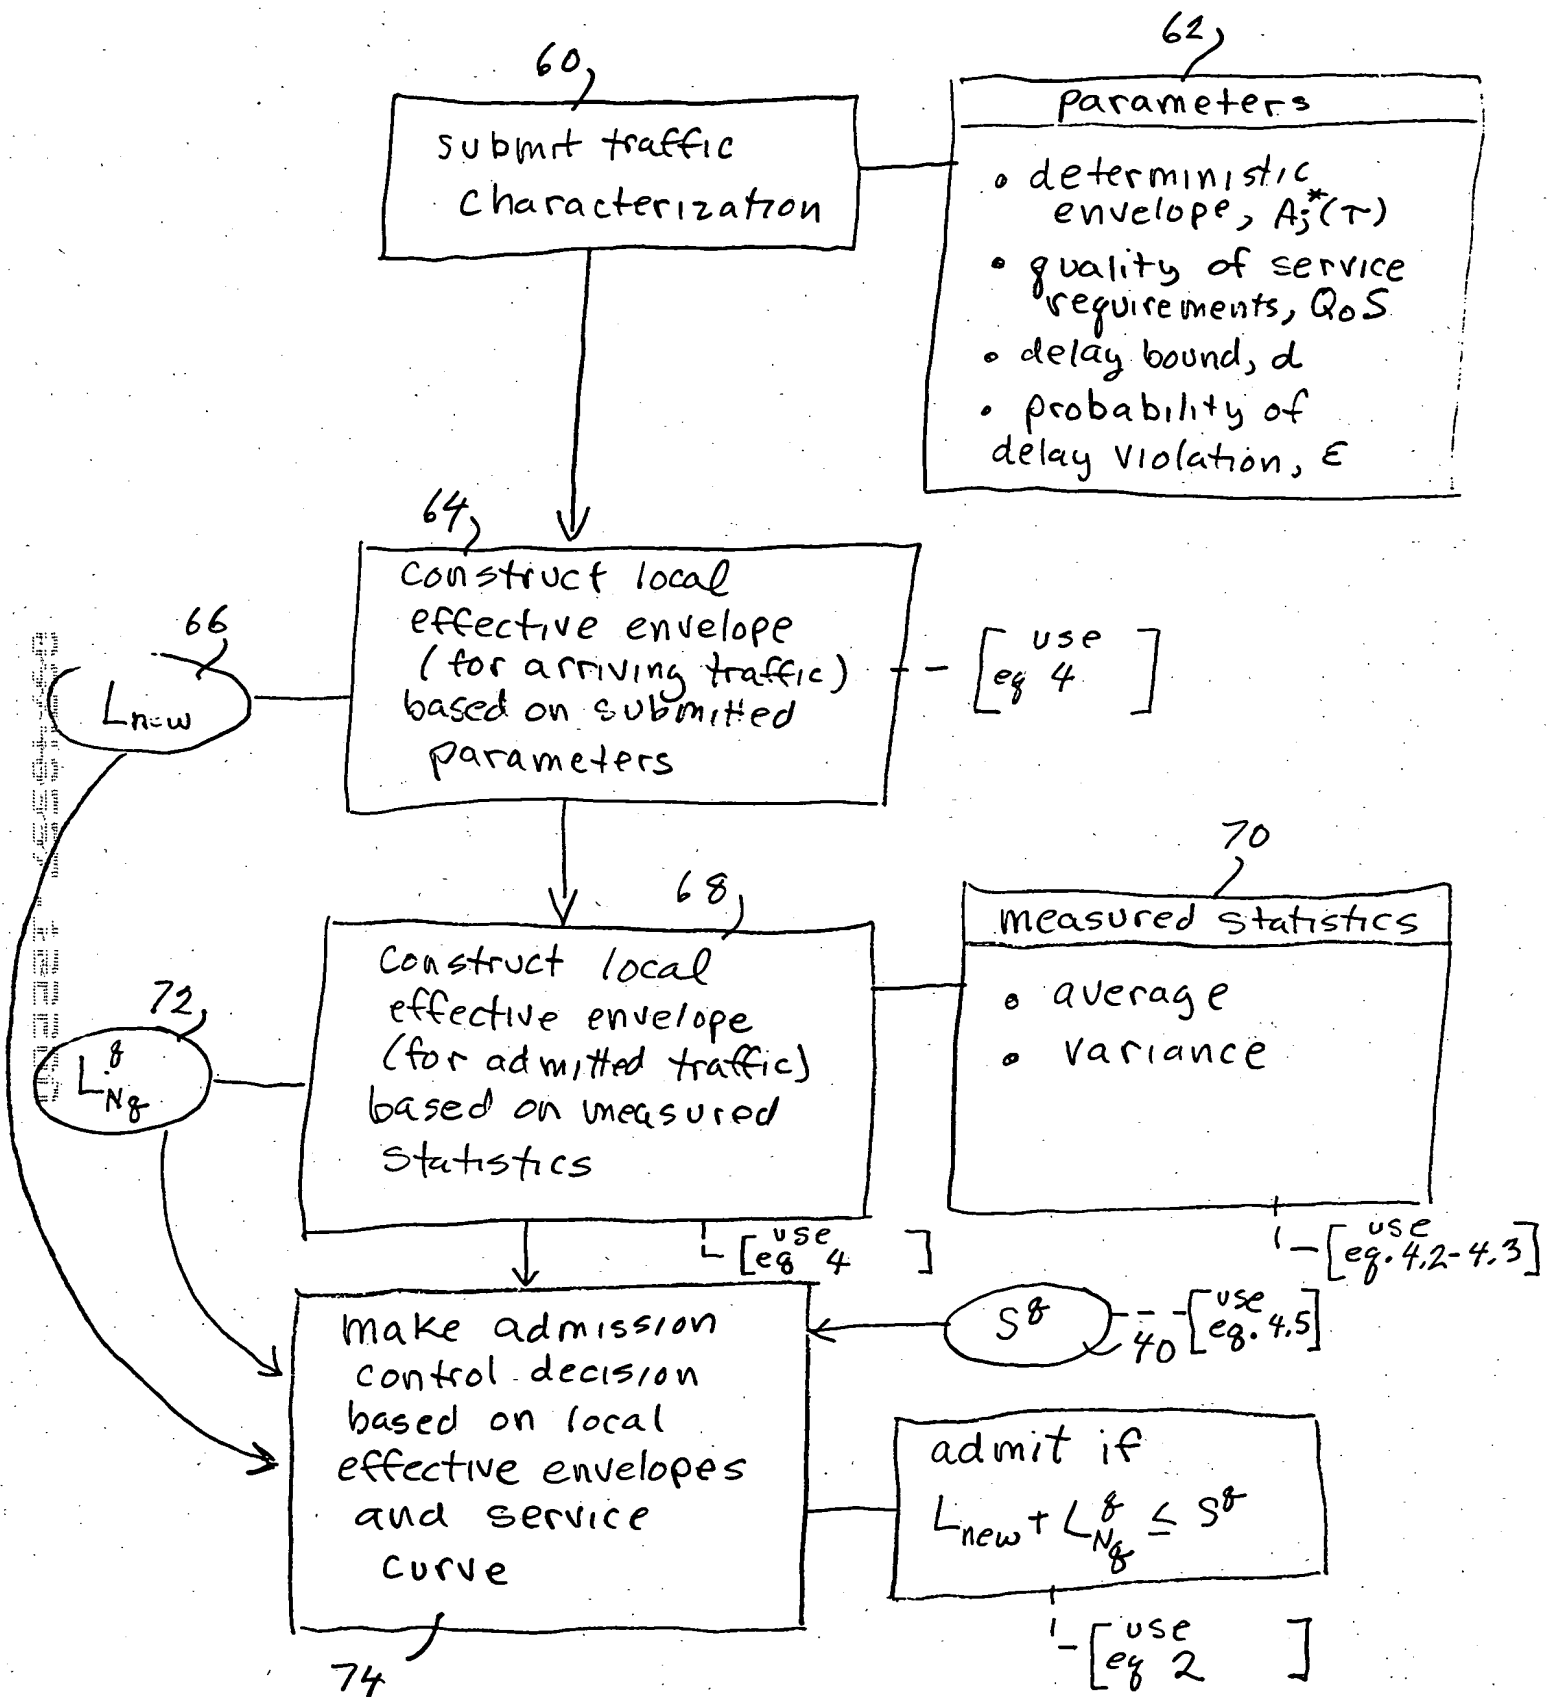 60
submit traffic
characterization
62
parameters
• deterministic
envelope, Aj*(τ)
• quality of service
requirements, QoS
• delay bound, d
• probability of
delay violation, ε
64
construct local
effective envelope
(for arriving traffic)
based on submitted
parameters
[use
eq 4]
66
Lnew
68
construct local
effective envelope
(for admitted traffic)
based on measured
statistics
[use
eq 4]
70
measured statistics
• average
• variance
[use
eq. 4.2-4.3]
72
L^q_Nq
make admission
control decision
based on local
effective envelopes
and service
curve
74
S^q
40
[use
eq. 4.5]
admit if
Lnew + L^q_Nq ≤ S^q
[use
eq 2]